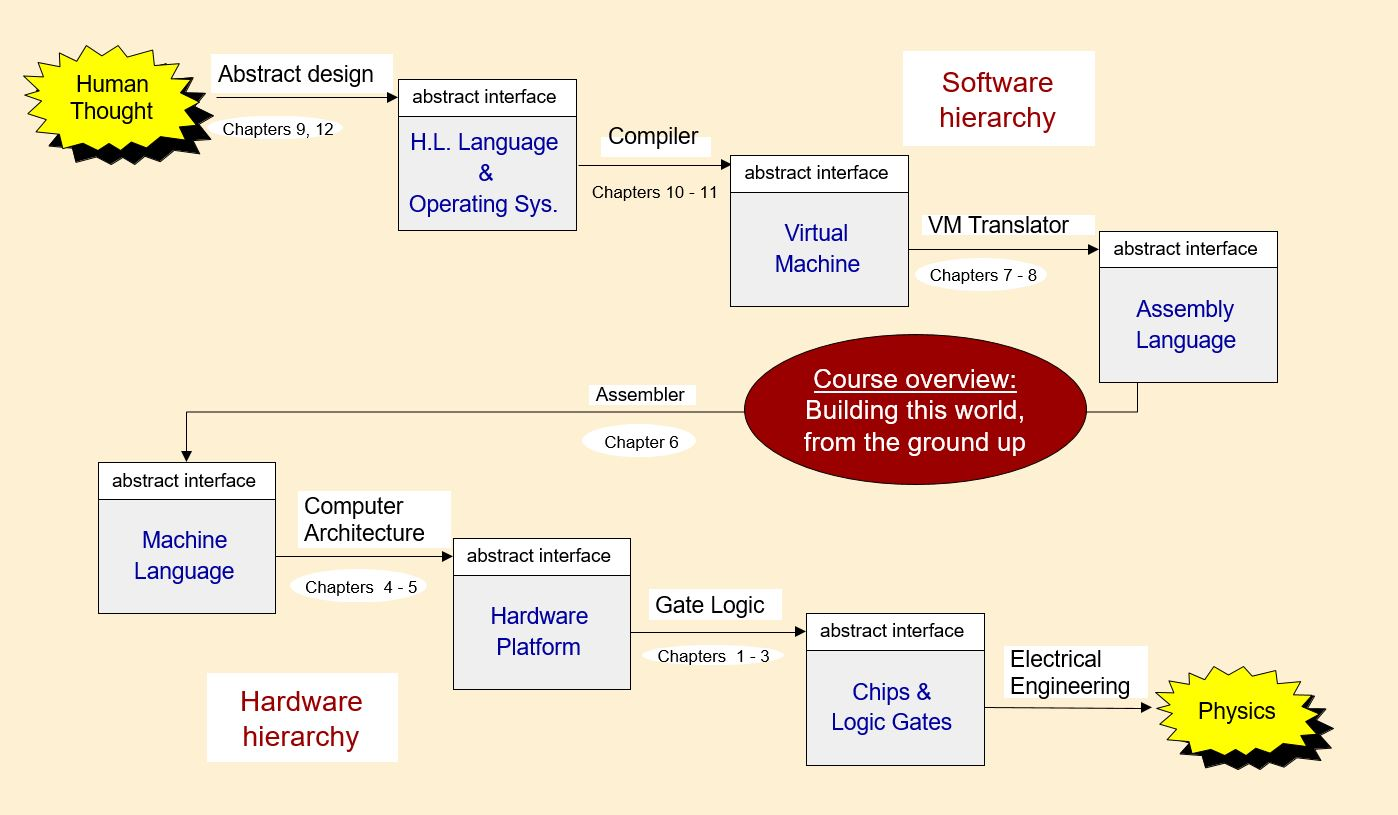 Human
Thought
Abstract design
Chapters 9, 12
abstract interface
H.L. Language
&
Operating Sys.
Compiler
Chapters 10 - 11
abstract interface
Virtual
Machine
Software
hierarchy
VM Translator
Chapters 7 - 8
abstract interface
Assembly
Language
Course overview:
Building this world,
from the ground up
Assembler
Chapter 6
abstract interface
Machine
Language
Computer
Architecture
Chapters 4 - 5
abstract interface
Hardware
Platform
Gate Logic
Chapters 1 - 3
abstract interface
Chips &
Logic Gates
Electrical
Engineering
Physics
Hardware
hierarchy